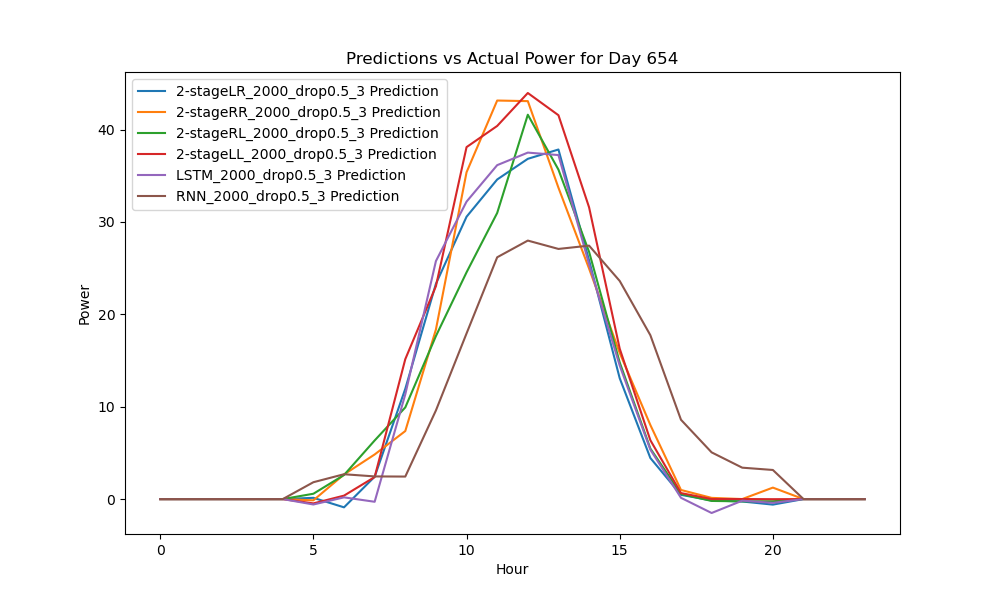 Predictions vs Actual Power for Day 654
2-stageLR_2000_drop0.5_3 Prediction
2-stageRR_2000_drop0.5_3 Prediction
2-stageRL_2000_drop0.5_3 Prediction
2-stageLL_2000_drop0.5_3 Prediction
LSTM_2000_drop0.5_3 Prediction
RNN_2000_drop0.5_3 Prediction
Power
40
30
20
10
0
0 5 10 15 20
Hour